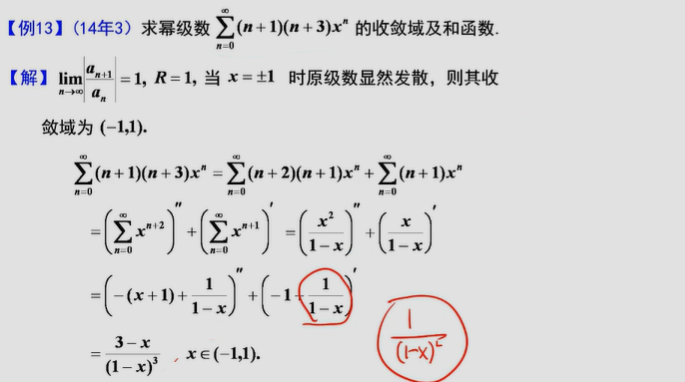 【例13】(14年3) 求幂级数 $\sum_{n=0}^{\infty}(n+1)(n+3)x^n$ 的收敛域及和函数.
【解】$\lim_{n\to\infty}\left|\frac{a_{n+1}}{a_n}\right|=1, R=1,$ 当 $x=\pm1$ 时原级数显然发散，则其收
敛域为 $(-1,1).$
$\sum_{n=0}^{\infty}(n+1)(n+3)x^n=\sum_{n=0}^{\infty}(n+2)(n+1)x^n+\sum_{n=0}^{\infty}(n+1)x^n$
$=\left(\sum_{n=0}^{\infty}x^{n+2}\right)''+\left(\sum_{n=0}^{\infty}x^{n+1}\right)'=\left(\frac{x^2}{1-x}\right)''+\left(\frac{x}{1-x}\right)'$
$=\left(-(x+1)+\frac{1}{1-x}\right)''+\left(-1+\frac{1}{1-x}\right)'$
$\frac{1}{(1-x)^2}$
$=\frac{3-x}{(1-x)^3}, x\in(-1,1).$